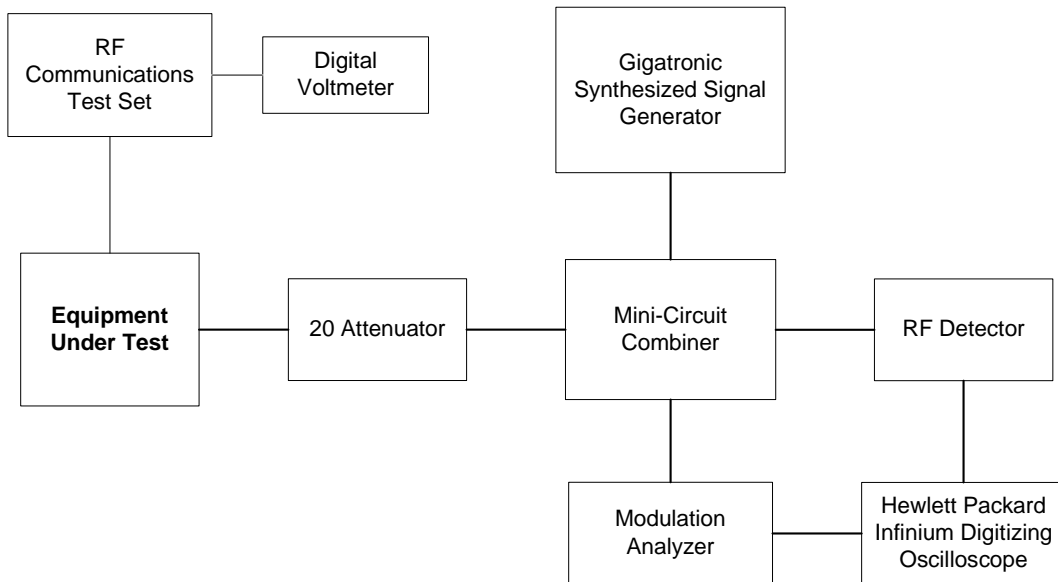 RF
Communications
Test Set
Digital
Voltmeter
Gigatronic
Synthesized Signal
Generator
Equipment
Under Test
20 Attenuator
Mini-Circuit
Combiner
RF Detector
Modulation
Analyzer
Hewlett Packard
Infinium Digitizing
Oscilloscope